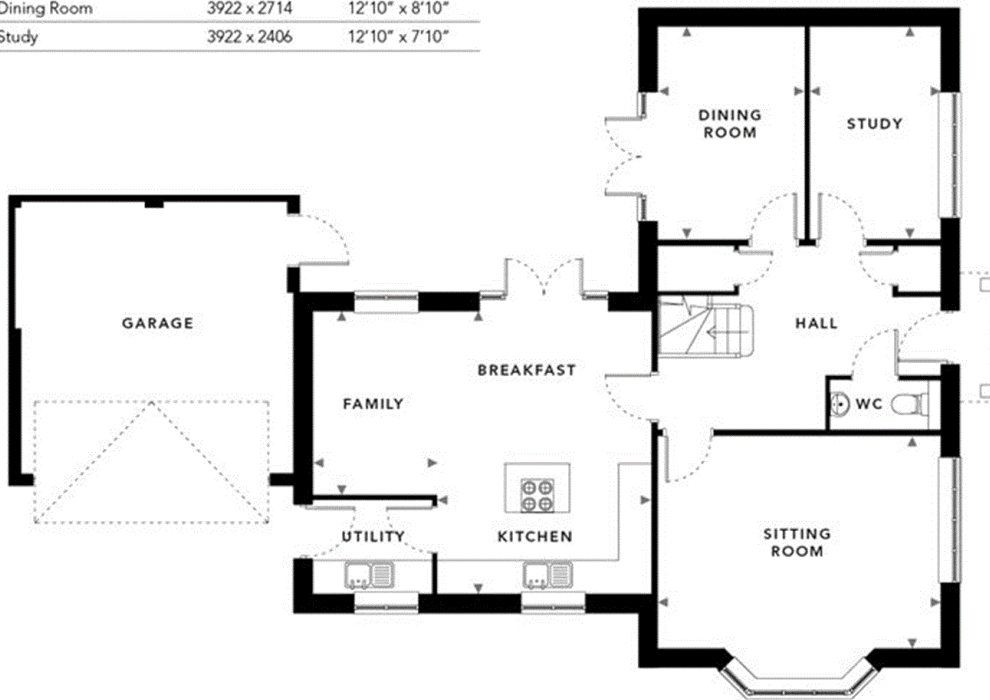 Dining Room 3922 x 2714 12'10" x 8'10"
Study 3922 x 2406 12'10" x 7'10"
DINING
ROOM
STUDY
GARAGE
HALL
BREAKFAST
FAMILY
WC
UTILITY
KITCHEN
SITTING
ROOM